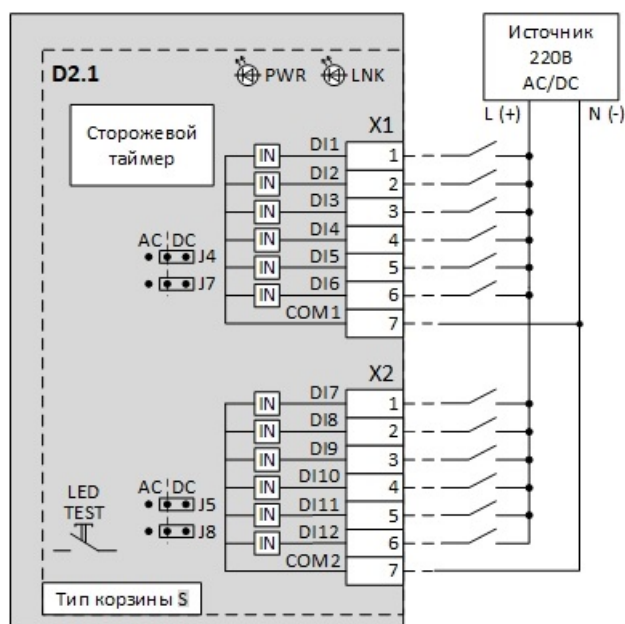 Источник
220В
AC/DC
L (+)
N (-)
D2.1
PWR
LNK
Сторожевой
таймер
X1
IN DI1 1
IN DI2 2
IN DI3 3
IN DI4 4
IN DI5 5
IN DI6 6
COM1 7
AC DC
J4
J7
X2
IN DI7 1
IN DI8 2
IN DI9 3
IN DI10 4
IN DI11 5
IN DI12 6
COM2 7
AC DC
J5
J8
LED
TEST
Тип корзины S